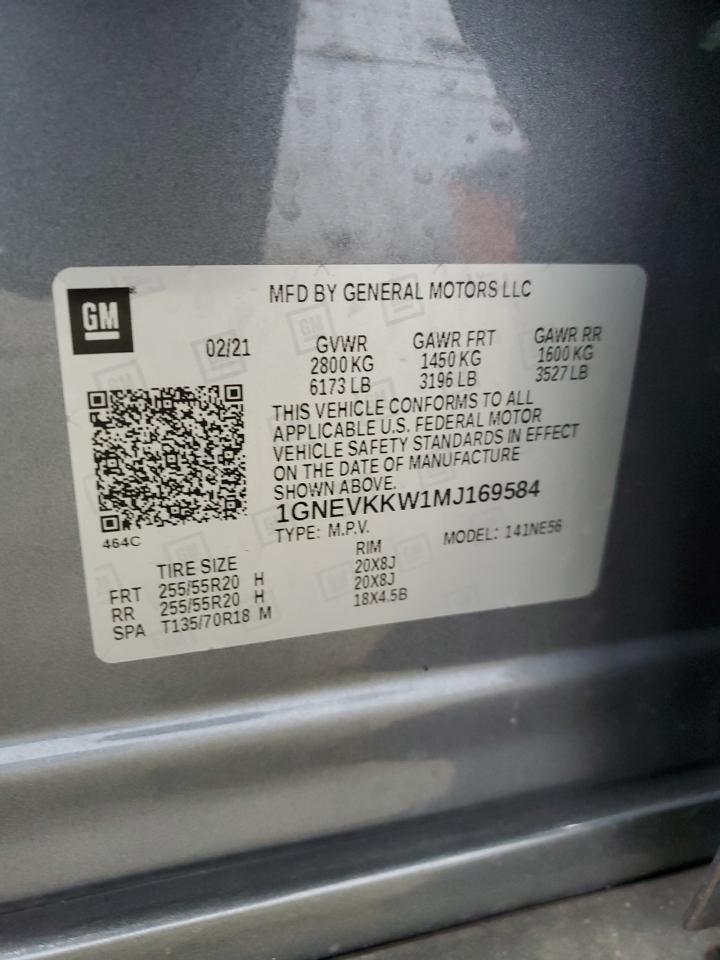 GM
MFD BY GENERAL MOTORS LLC
02/21
GVWR GAWR FRT GAWR RR
2800 KG 1450 KG 1600 KG
6173 LB 3196 LB 3527 LB
THIS VEHICLE CONFORMS TO ALL
APPLICABLE U.S. FEDERAL MOTOR
VEHICLE SAFETY STANDARDS IN EFFECT
ON THE DATE OF MANUFACTURE
SHOWN ABOVE.
1GNEVKKW1MJ169584
TYPE: M.P.V. MODEL: 141NE56
464C
TIRE SIZE RIM
FRT 255/55R20 H 20X8J
RR 255/55R20 H 20X8J
SPA T135/70R18 M 18X4.5B